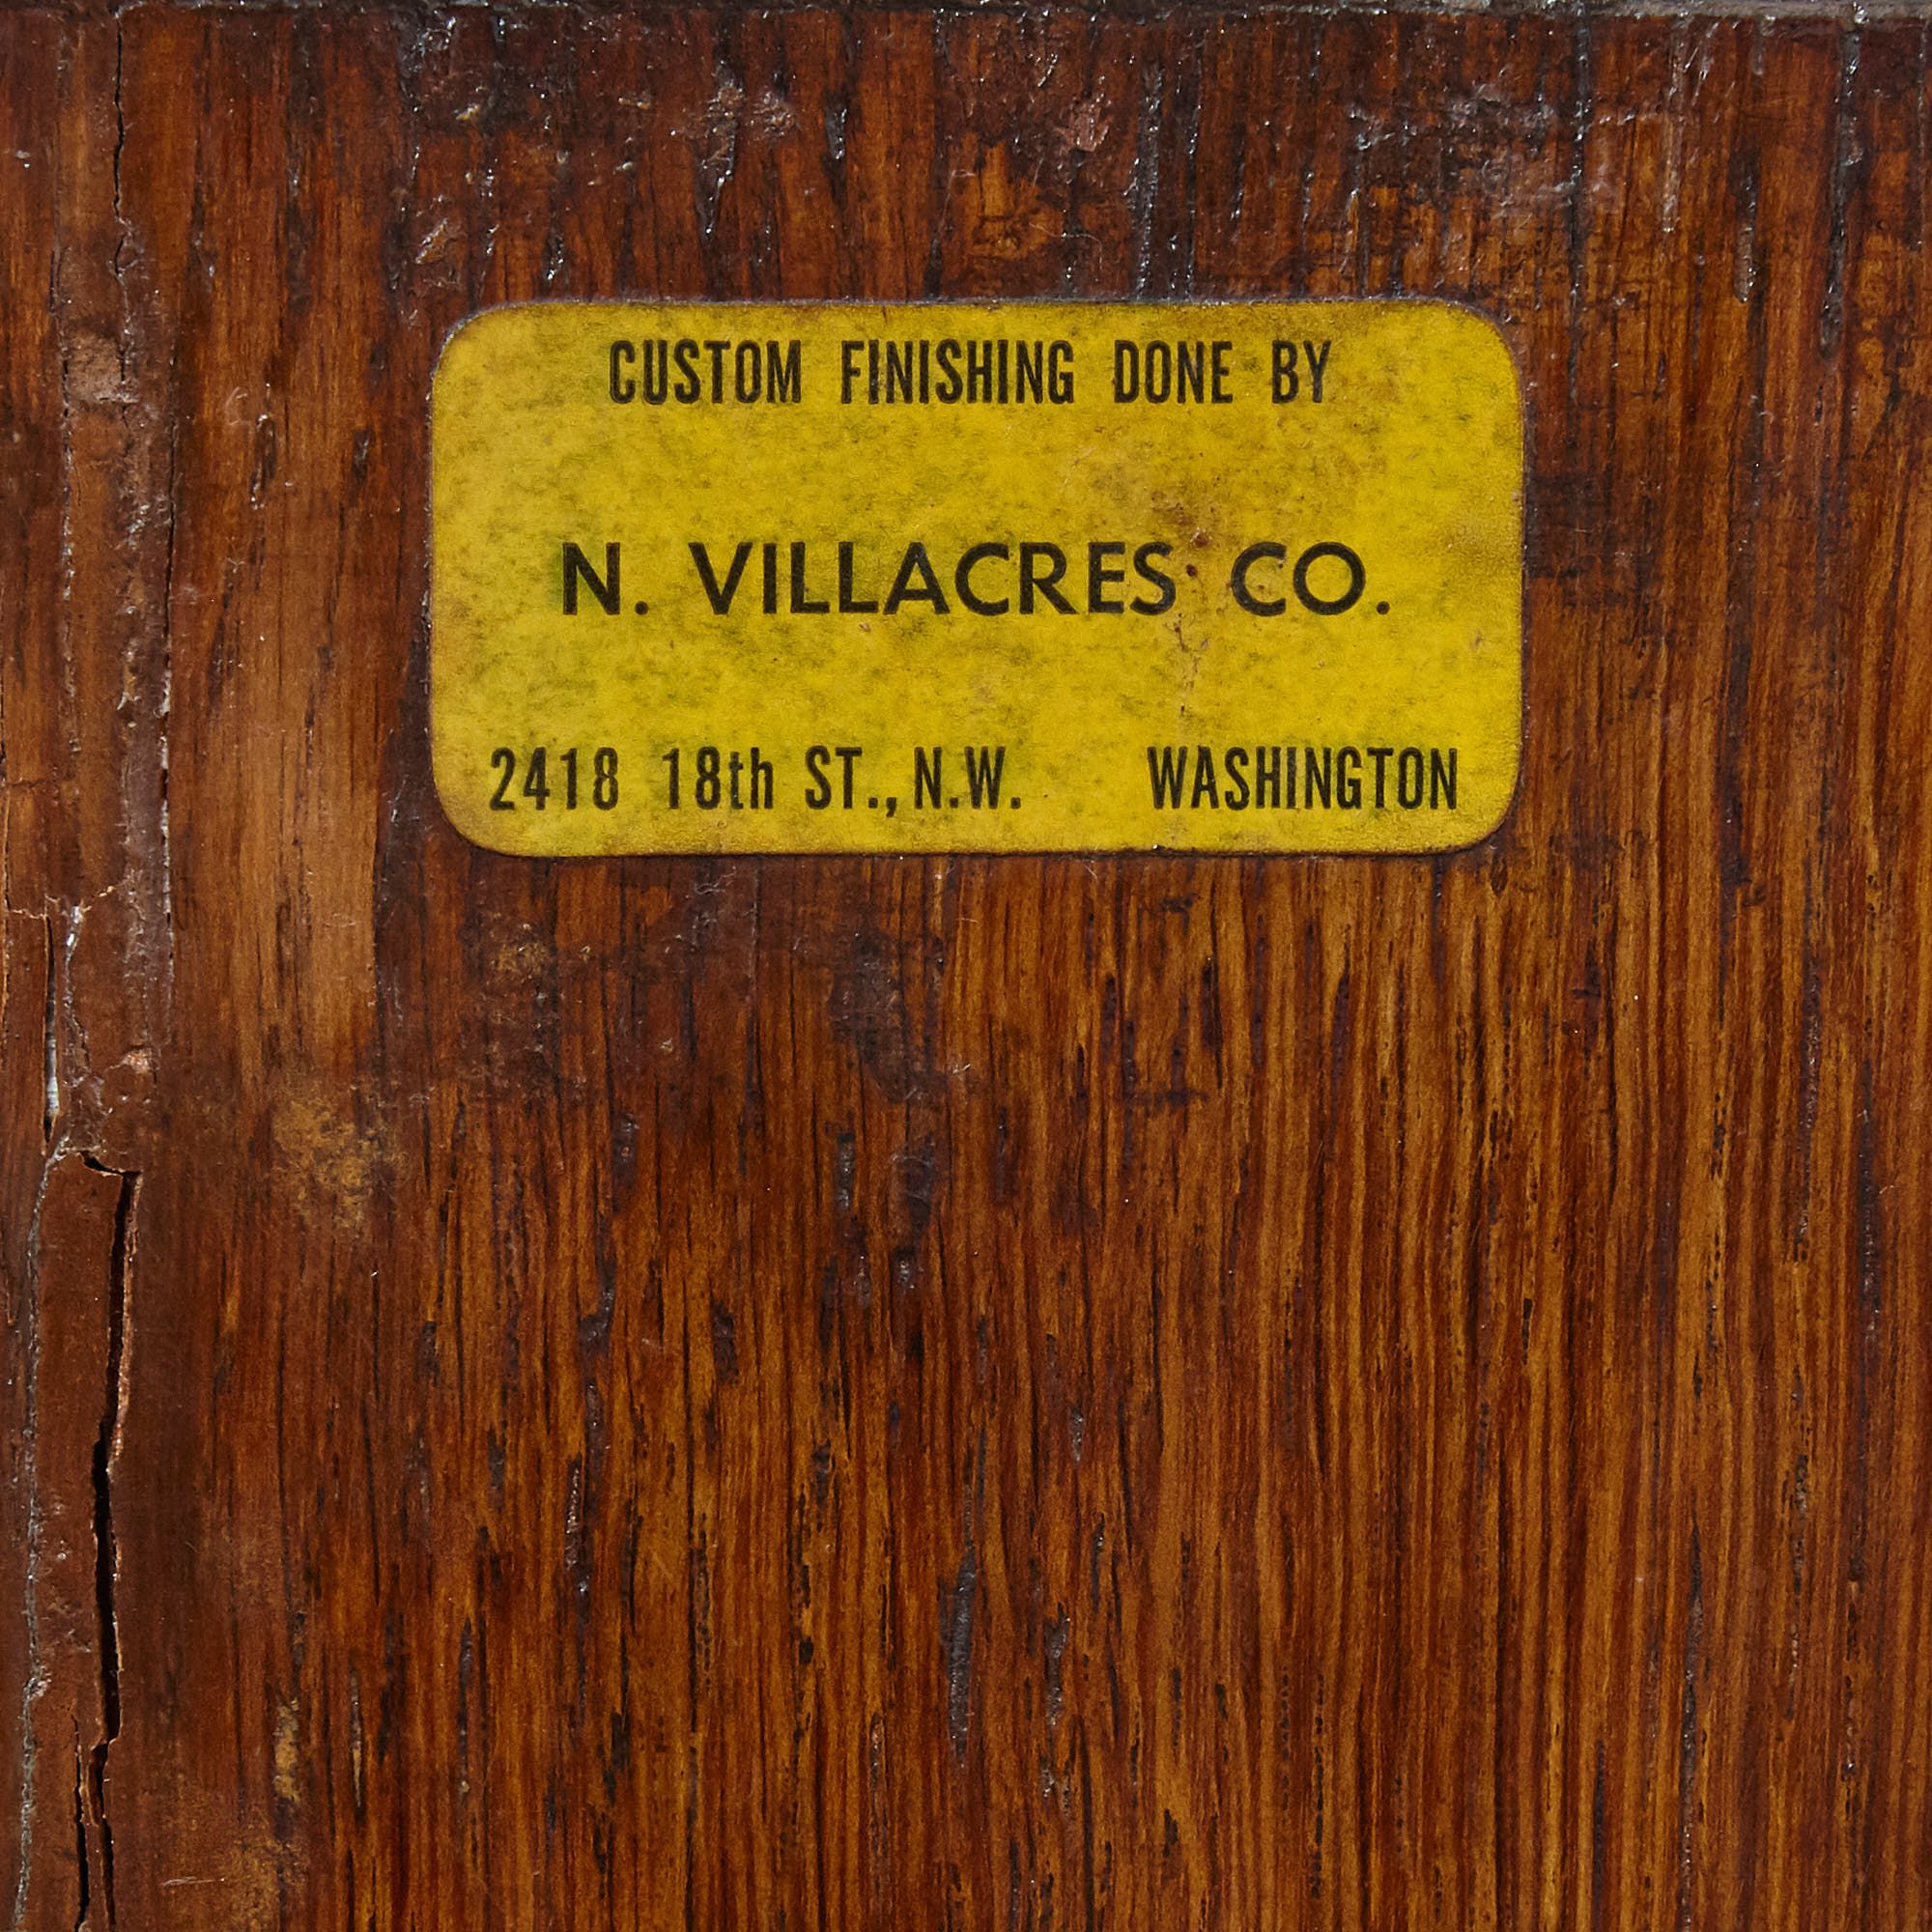 CUSTOM FINISHING DONE BY
N. VILLACRES CO.
2418 18th ST., N.W. WASHINGTON